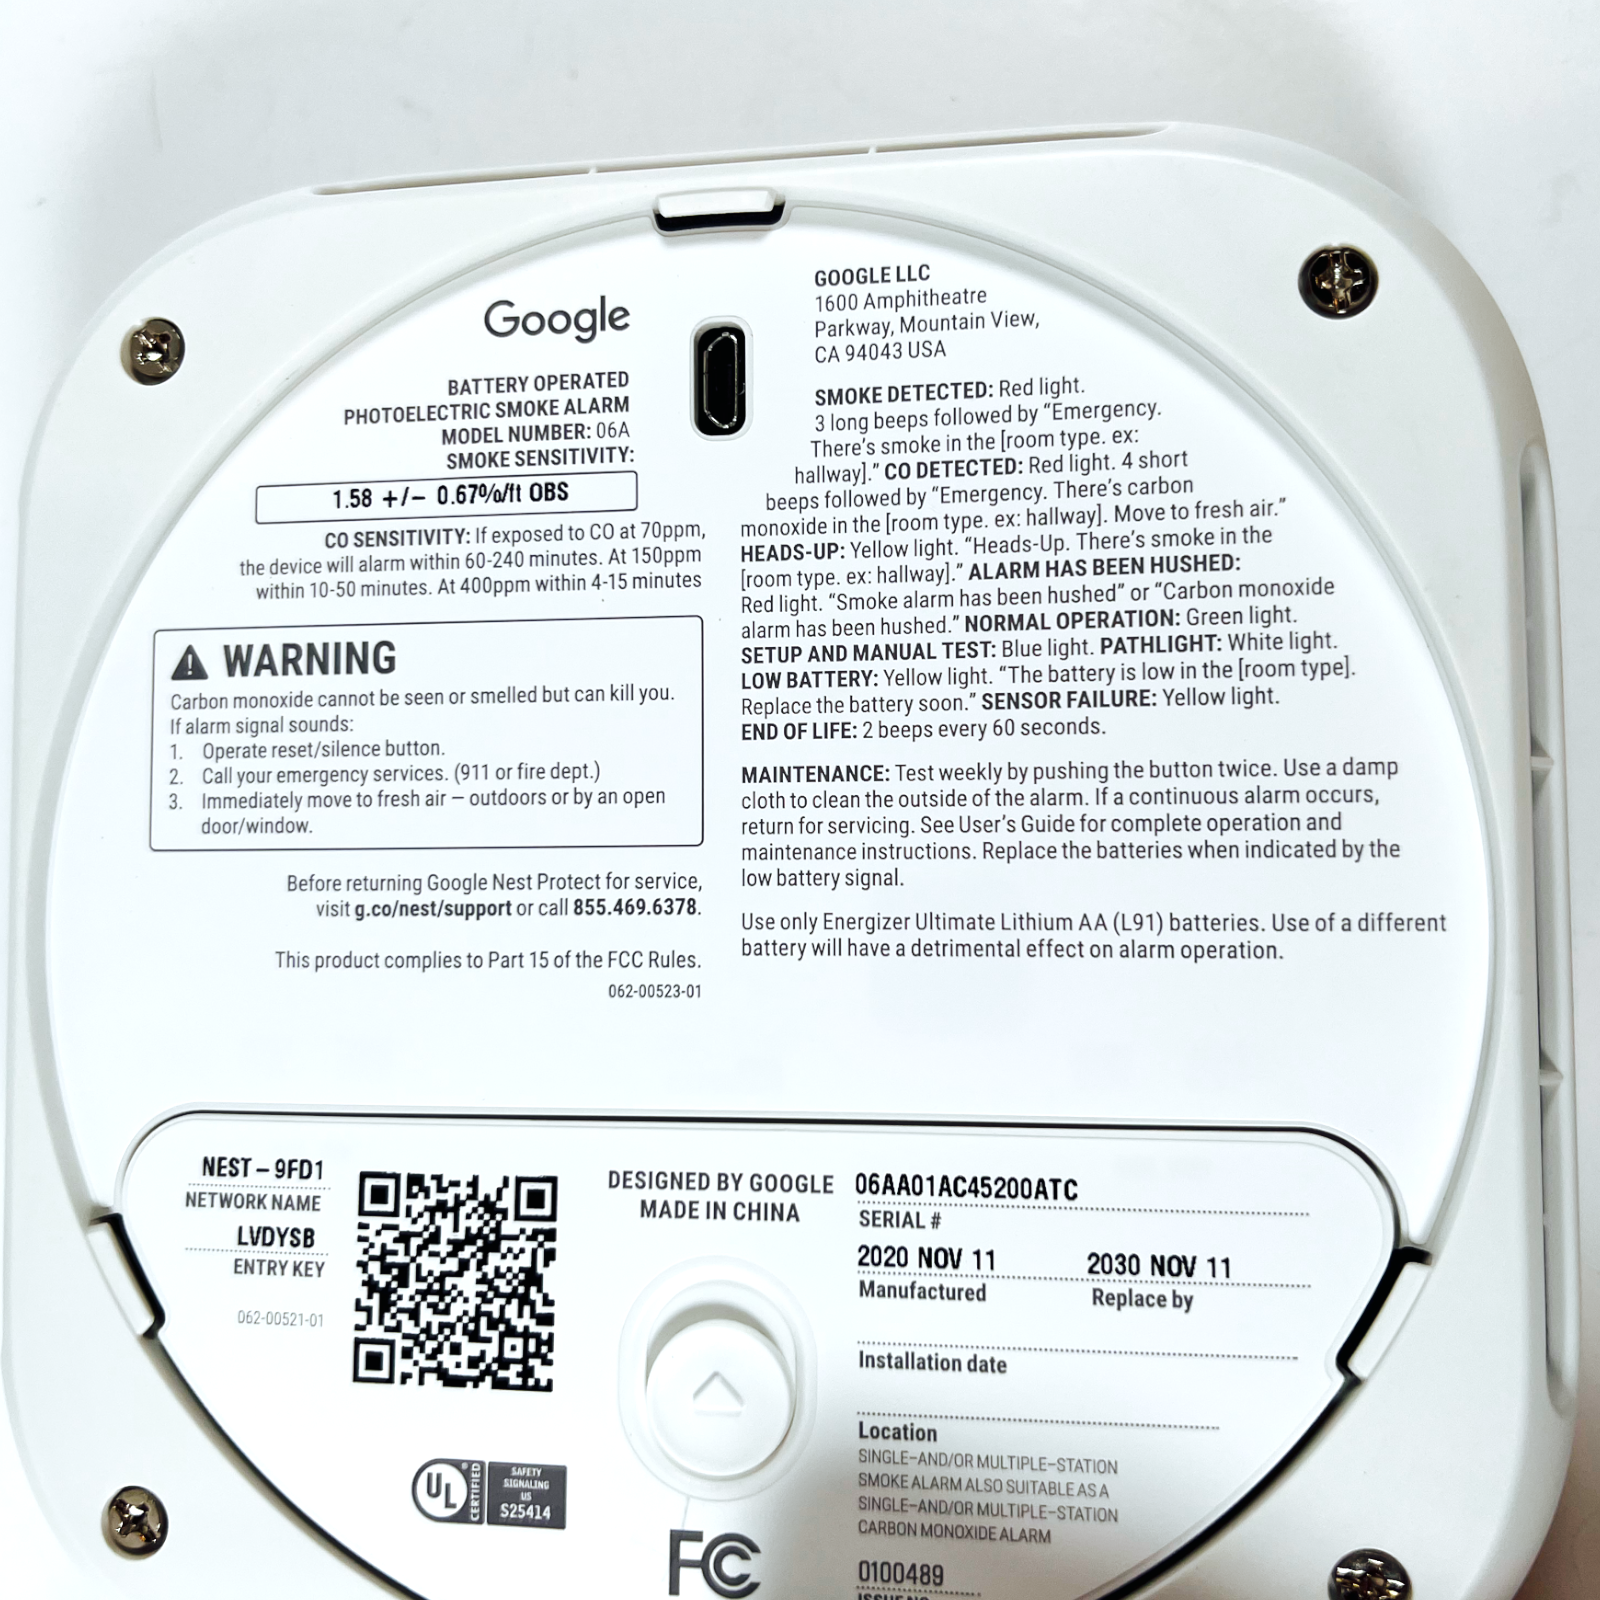 Google
BATTERY OPERATED
PHOTOELECTRIC SMOKE ALARM
MODEL NUMBER: 06A
SMOKE SENSITIVITY:
1.58 +/- 0.67%/ft OBS
CO SENSITIVITY: If exposed to CO at 70ppm,
the device will alarm within 60-240 minutes. At 150ppm
within 10-50 minutes. At 400ppm within 4-15 minutes
WARNING
Carbon monoxide cannot be seen or smelled but can kill you.
If alarm signal sounds:
1. Operate reset/silence button.
2. Call your emergency services. (911 or fire dept.)
3. Immediately move to fresh air – outdoors or by an open
door/window.
Before returning Google Nest Protect for service,
visit g.co/nest/support or call 855.469.6378.
This product complies to Part 15 of the FCC Rules.
062-00523-01
GOOGLE LLC
1600 Amphitheatre
Parkway, Mountain View,
CA 94043 USA
SMOKE DETECTED: Red light.
3 long beeps followed by “Emergency.
There’s smoke in the [room type. ex:
hallway].” CO DETECTED: Red light. 4 short
beeps followed by “Emergency. There’s carbon
monoxide in the [room type. ex: hallway]. Move to fresh air.”
HEADS-UP: Yellow light. “Heads-Up. There’s smoke in the
[room type. ex: hallway].” ALARM HAS BEEN HUSHED:
Red light. “Smoke alarm has been hushed” or “Carbon monoxide
alarm has been hushed.” NORMAL OPERATION: Green light.
SETUP AND MANUAL TEST: Blue light. PATHLIGHT: White light.
LOW BATTERY: Yellow light. “The battery is low in the [room type].
Replace the battery soon.” SENSOR FAILURE: Yellow light.
END OF LIFE: 2 beeps every 60 seconds.
MAINTENANCE: Test weekly by pushing the button twice. Use a damp
cloth to clean the outside of the alarm. If a continuous alarm occurs,
return for servicing. See User’s Guide for complete operation and
maintenance instructions. Replace the batteries when indicated by the
low battery signal.
Use only Energizer Ultimate Lithium AA (L91) batteries. Use of a different
battery will have a detrimental effect on alarm operation.
NEST – 9FD1
NETWORK NAME
LVDYSB
ENTRY KEY
062-00521-01
UL
®
CERTIFIED
SAFETY
SIGNALING
US
S25414
DESIGNED BY GOOGLE
MADE IN CHINA
FC
06AA01AC45200ATC
SERIAL #
2020 NOV 11 2030 NOV 11
Manufactured Replace by
Installation date
Location
SINGLE-AND/OR MULTIPLE-STATION
SMOKE ALARM ALSO SUITABLE AS A
SINGLE-AND/OR MULTIPLE-STATION
CARBON MONOXIDE ALARM
0100489